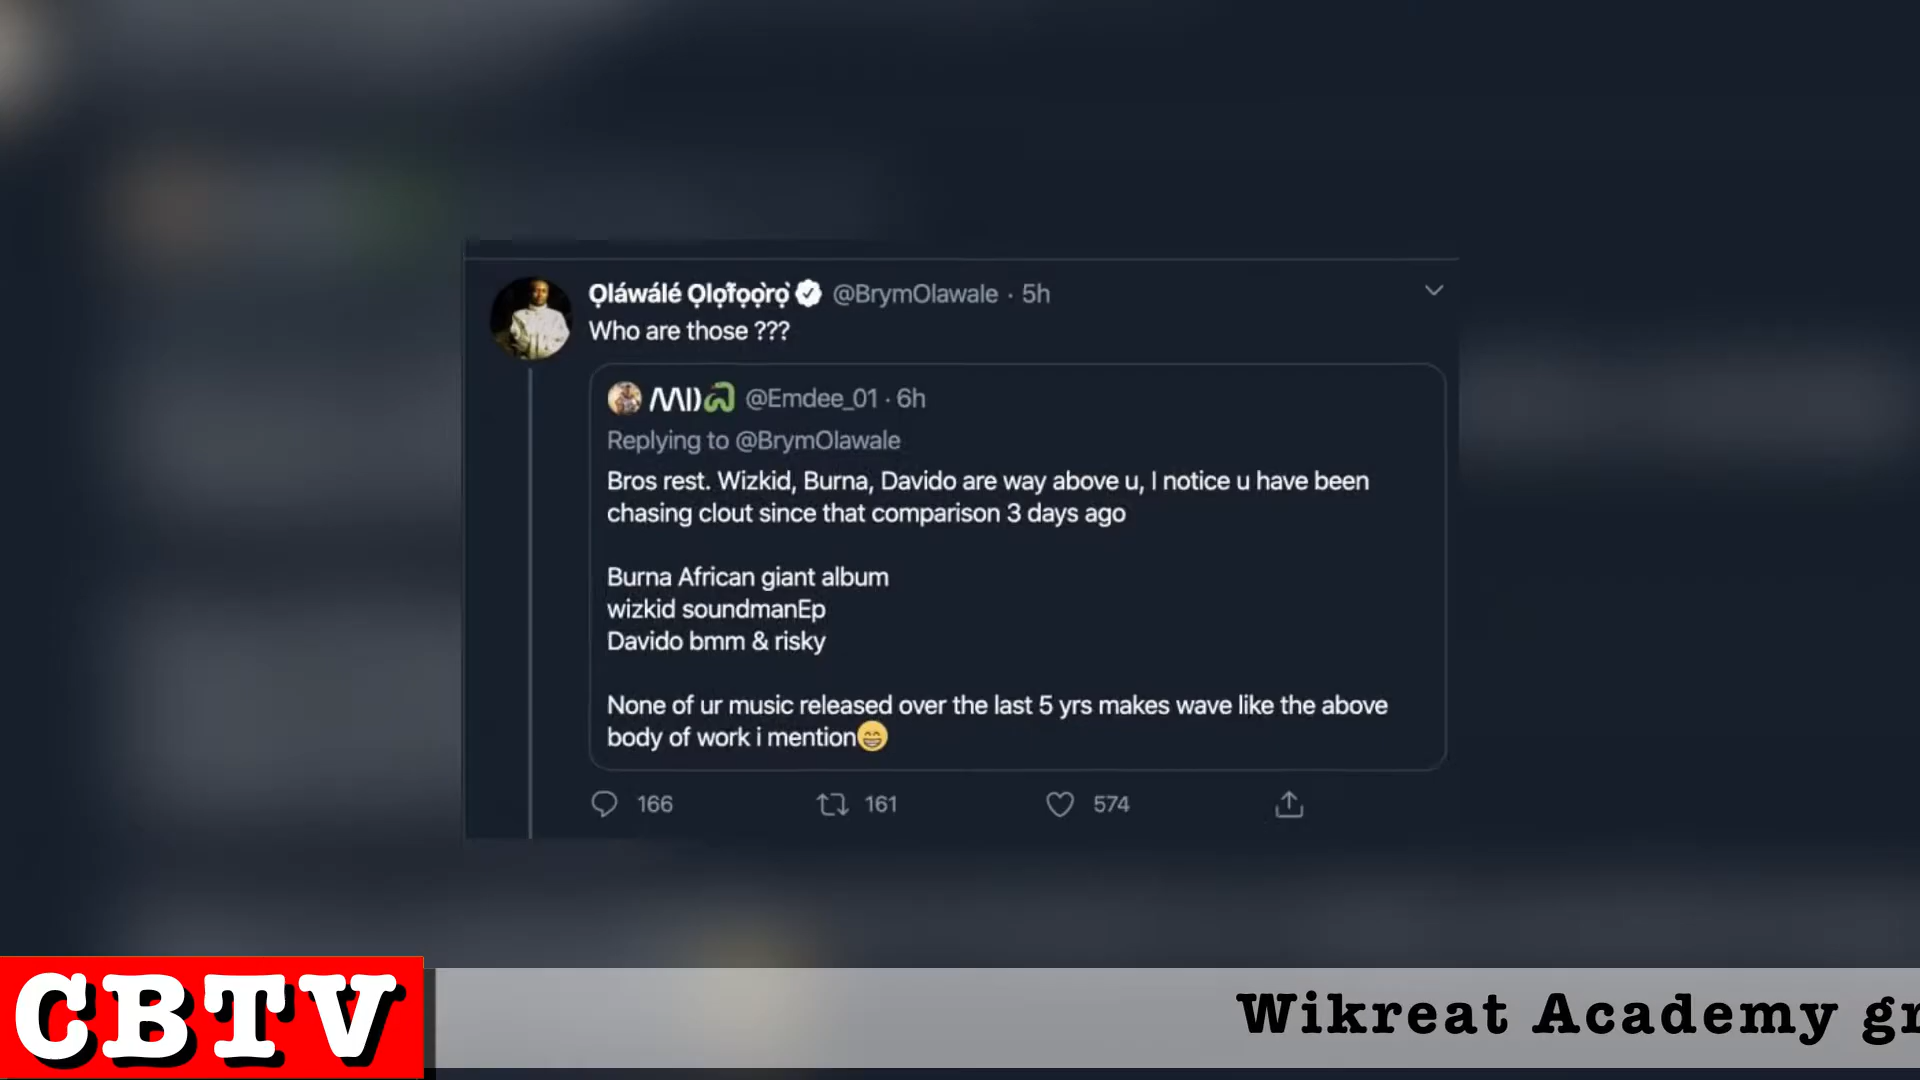 Ọláwálé Ọlọ́fọ̀ọ̀rọ̀ @BrymOlawale · 5h
Who are those ???
MD @Emdee_01 · 6h
Replying to @BrymOlawale
Bros rest. Wizkid, Burna, Davido are way above u, I notice u have been
chasing clout since that comparison 3 days ago
Burna African giant album
wizkid soundmanEp
Davido bmm & risky
None of ur music released over the last 5 yrs makes wave like the above
body of work i mention😄
166 161 574
CBTV
Wikreat Academy gr